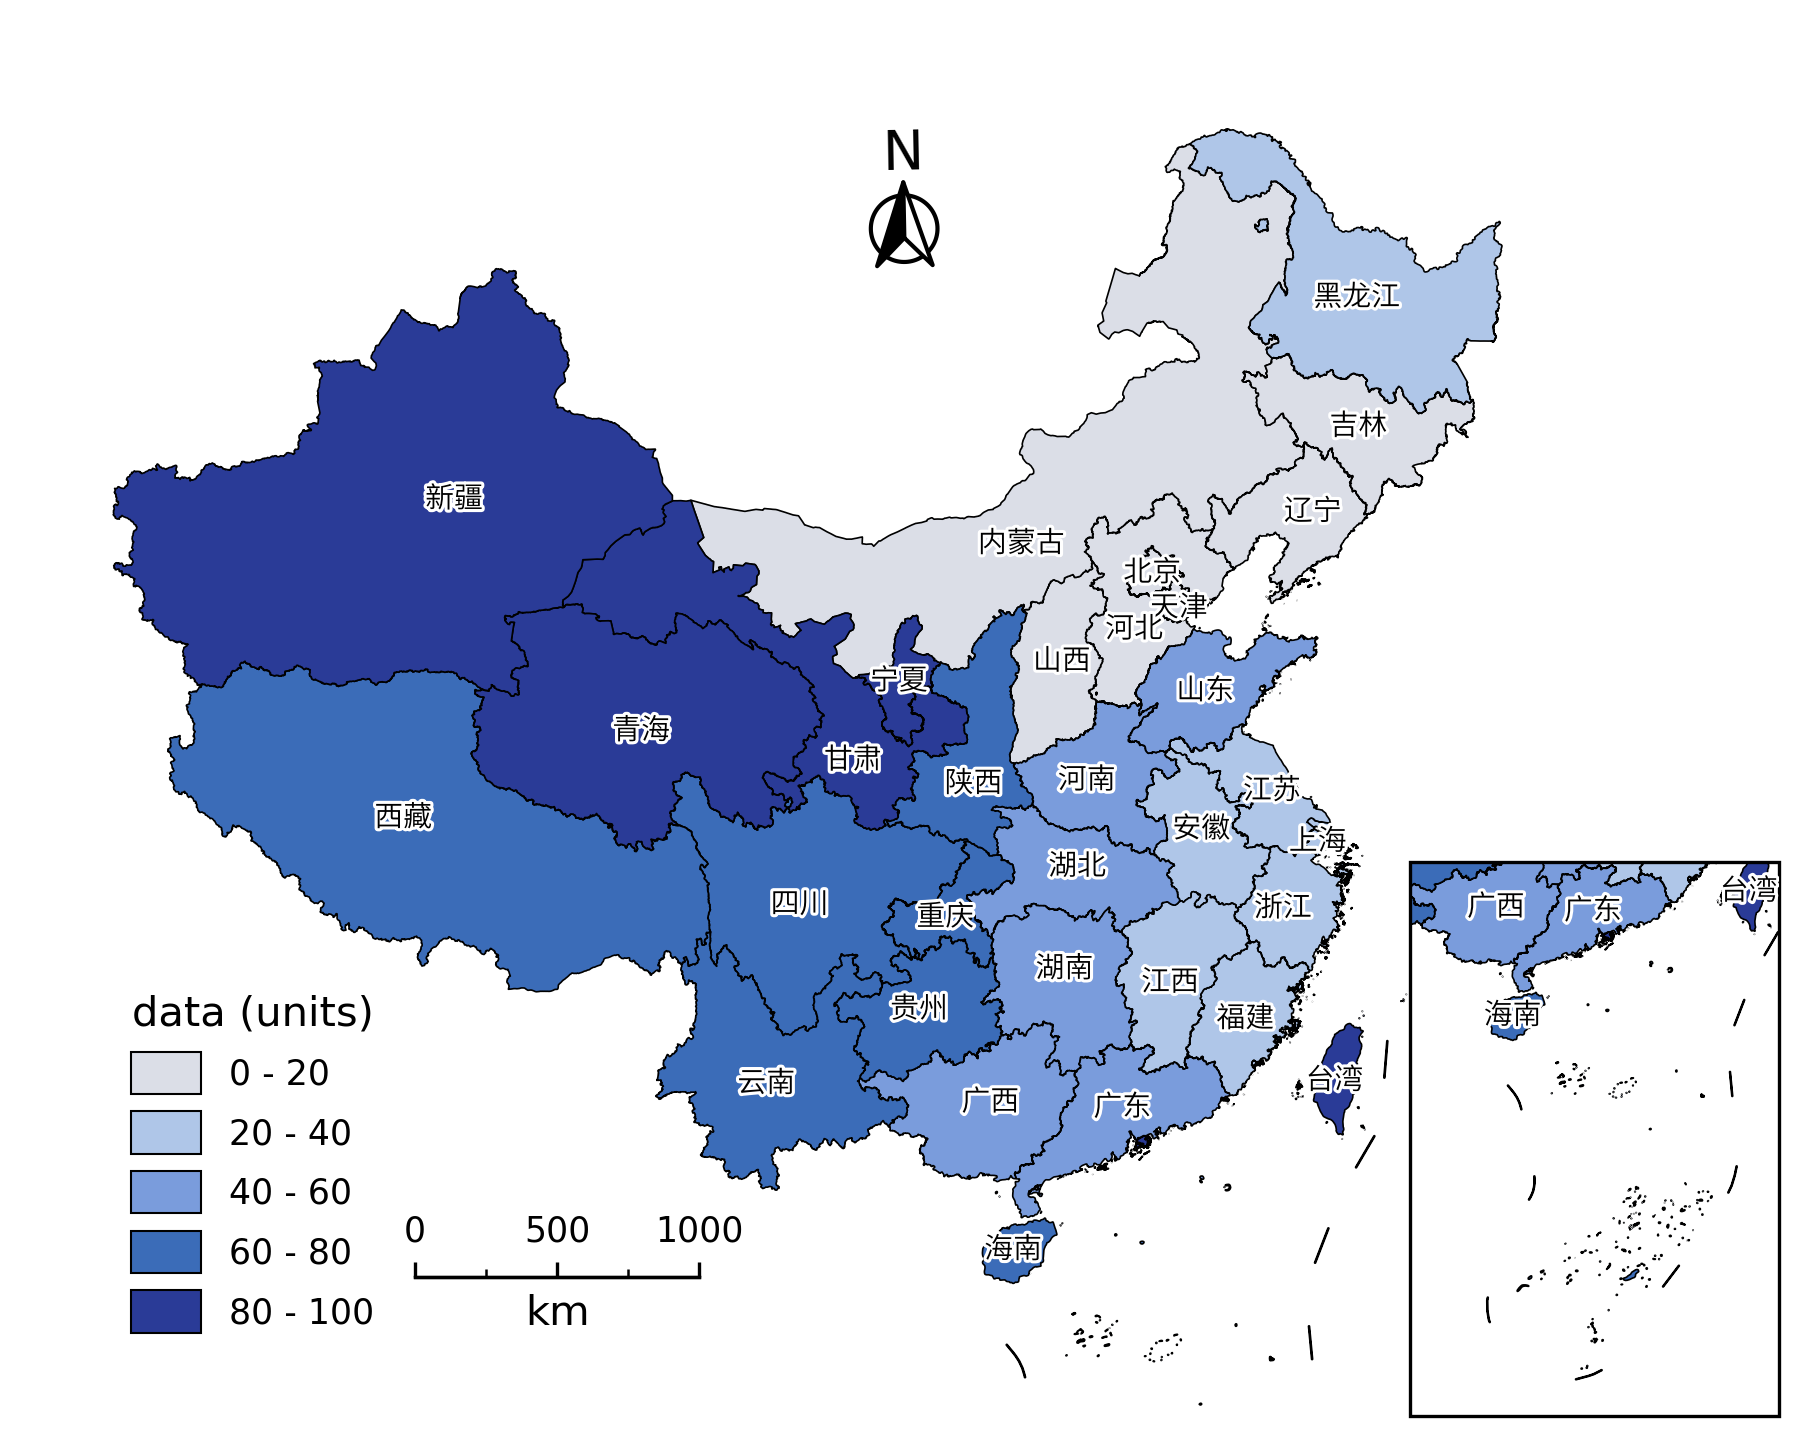 N
黑龙江
吉林
辽宁
新疆
内蒙古
北京
天津
河北
山西
宁夏
山东
青海
甘肃
陕西
河南
江苏
西藏
安徽
上海
湖北
四川
重庆
浙江
湖南
江西
贵州
福建
云南
广西
广东
台湾
海南
广西
广东
台湾
海南
data (units)
0 - 20
20 - 40
40 - 60
60 - 80
80 - 100
0 500 1000
km